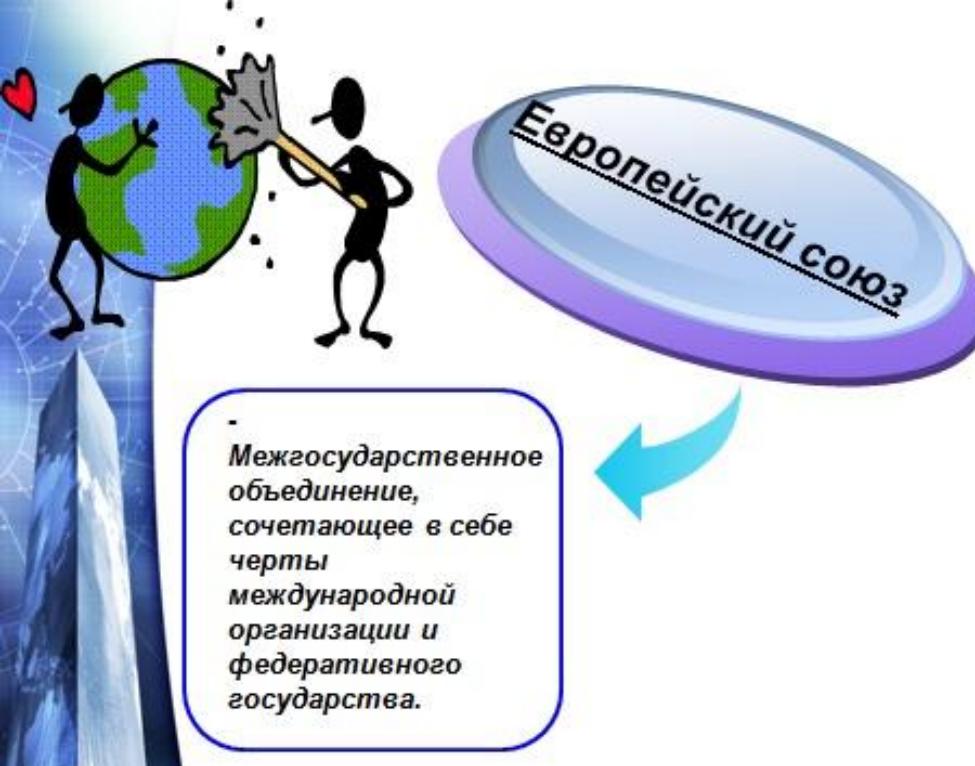 Европейский союз
-
Межгосударственное
объединение,
сочетающее в себе
черты
международной
организации и
федеративного
государства.